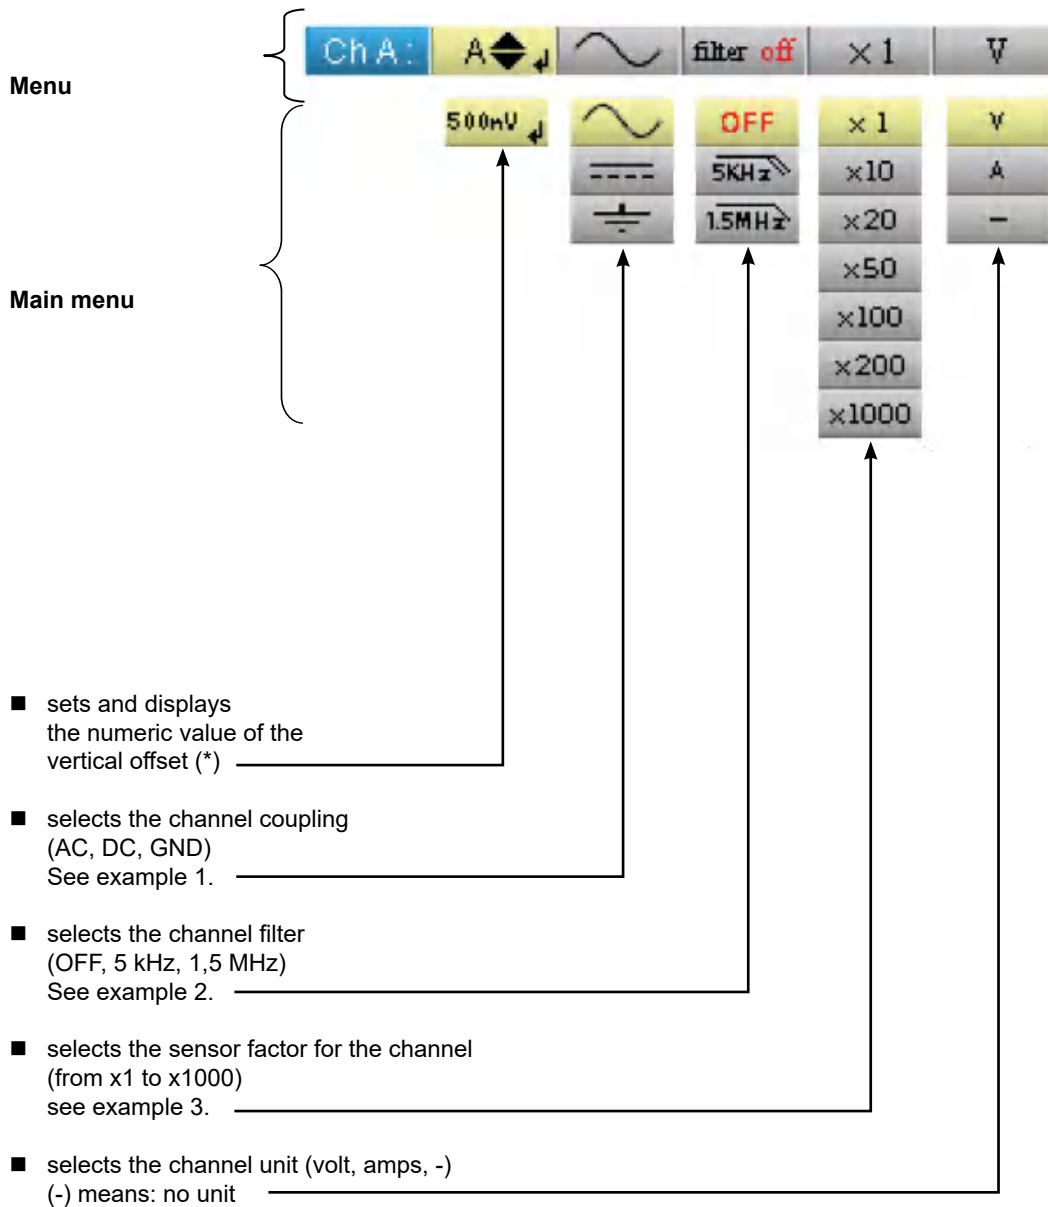 Menu
Ch A : A filter off × 1 V
Main menu
500mV OFF × 1 V
5KHz ×10 A
1.5MHz ×20 –
×50
×100
×200
×1000
■ sets and displays
the numeric value of the
vertical offset (*)
■ selects the channel coupling
(AC, DC, GND)
See example 1.
■ selects the channel filter
(OFF, 5 kHz, 1,5 MHz)
See example 2.
■ selects the sensor factor for the channel
(from x1 to x1000)
see example 3.
■ selects the channel unit (volt, amps, -)
(-) means: no unit